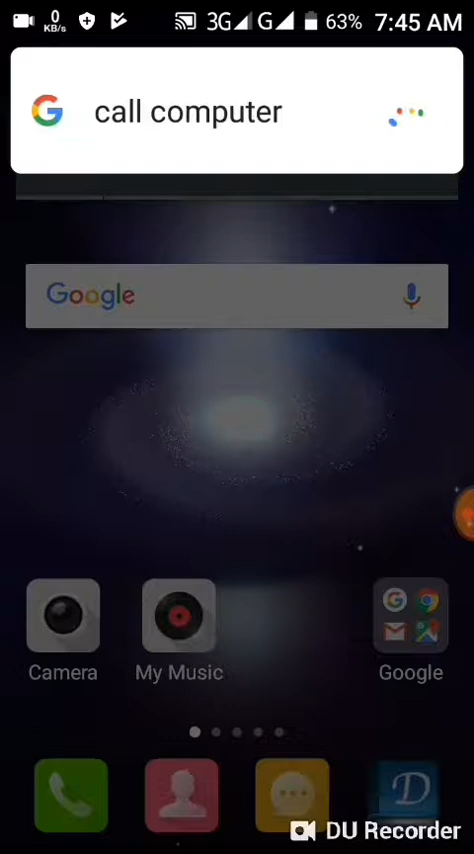 0 KB/s 3G G 63% 7:45 AM
G call computer
Google
Camera My Music Google
D
DU Recorder